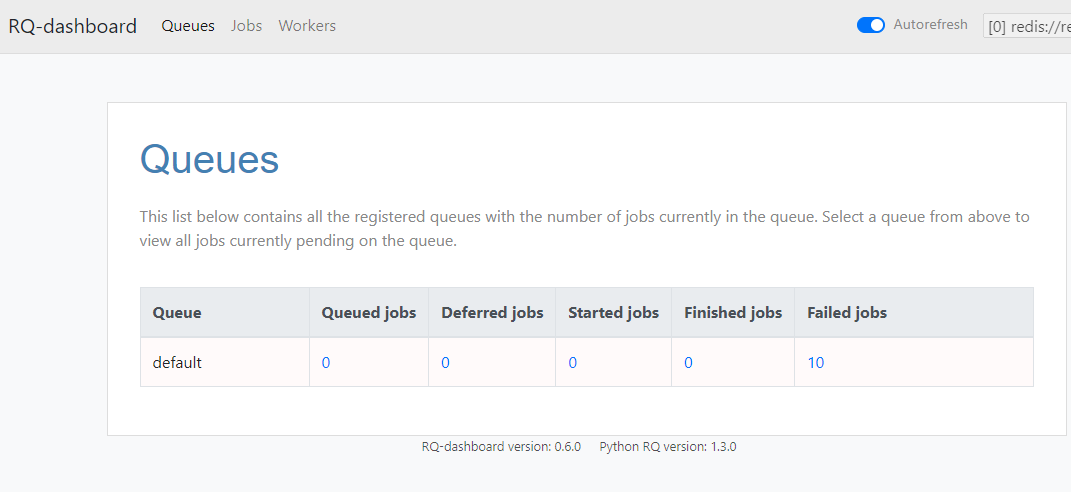 RQ-dashboard Queues Jobs Workers Autorefresh [0] redis://re
Queues
This list below contains all the registered queues with the number of jobs currently in the queue. Select a queue from above to
view all jobs currently pending on the queue.
Queue Queued jobs Deferred jobs Started jobs Finished jobs Failed jobs
default 0 0 0 0 10
RQ-dashboard version: 0.6.0 Python RQ version: 1.3.0